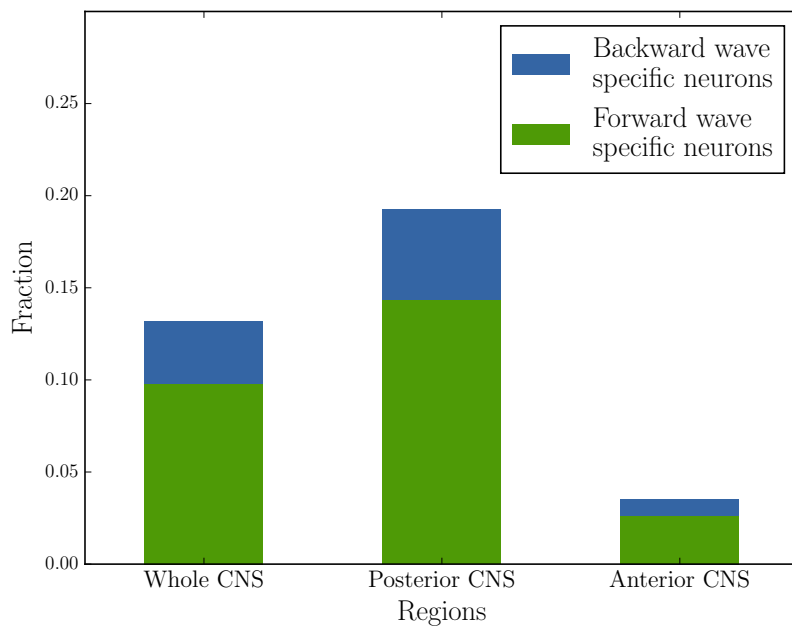 Backward wave
specific neurons
Forward wave
specific neurons
0.25
0.20
0.15
0.10
0.05
0.00
Fraction
Whole CNS
Posterior CNS
Anterior CNS
Regions